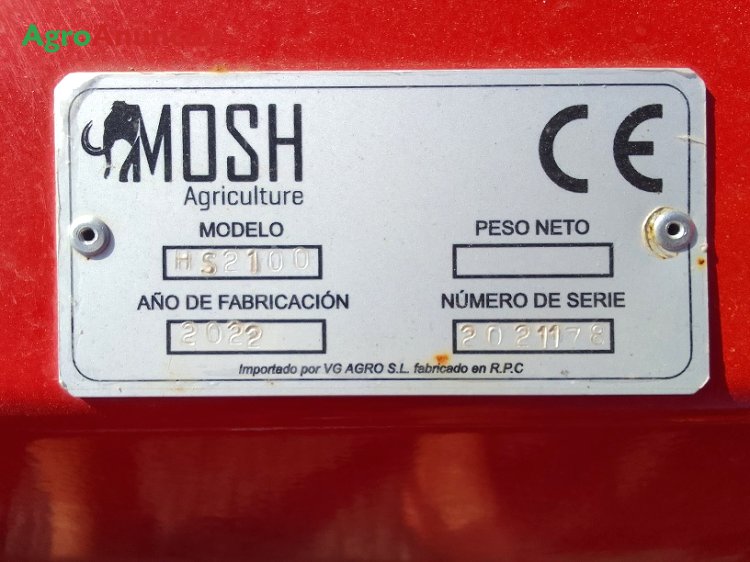 Agro
MOSH
Agriculture
CE
MODELO
HS2100
PESO NETO
AÑO DE FABRICACIÓN
2022
NÚMERO DE SERIE
2021178
Importado por VG AGRO S.L. fabricado en R.P.C